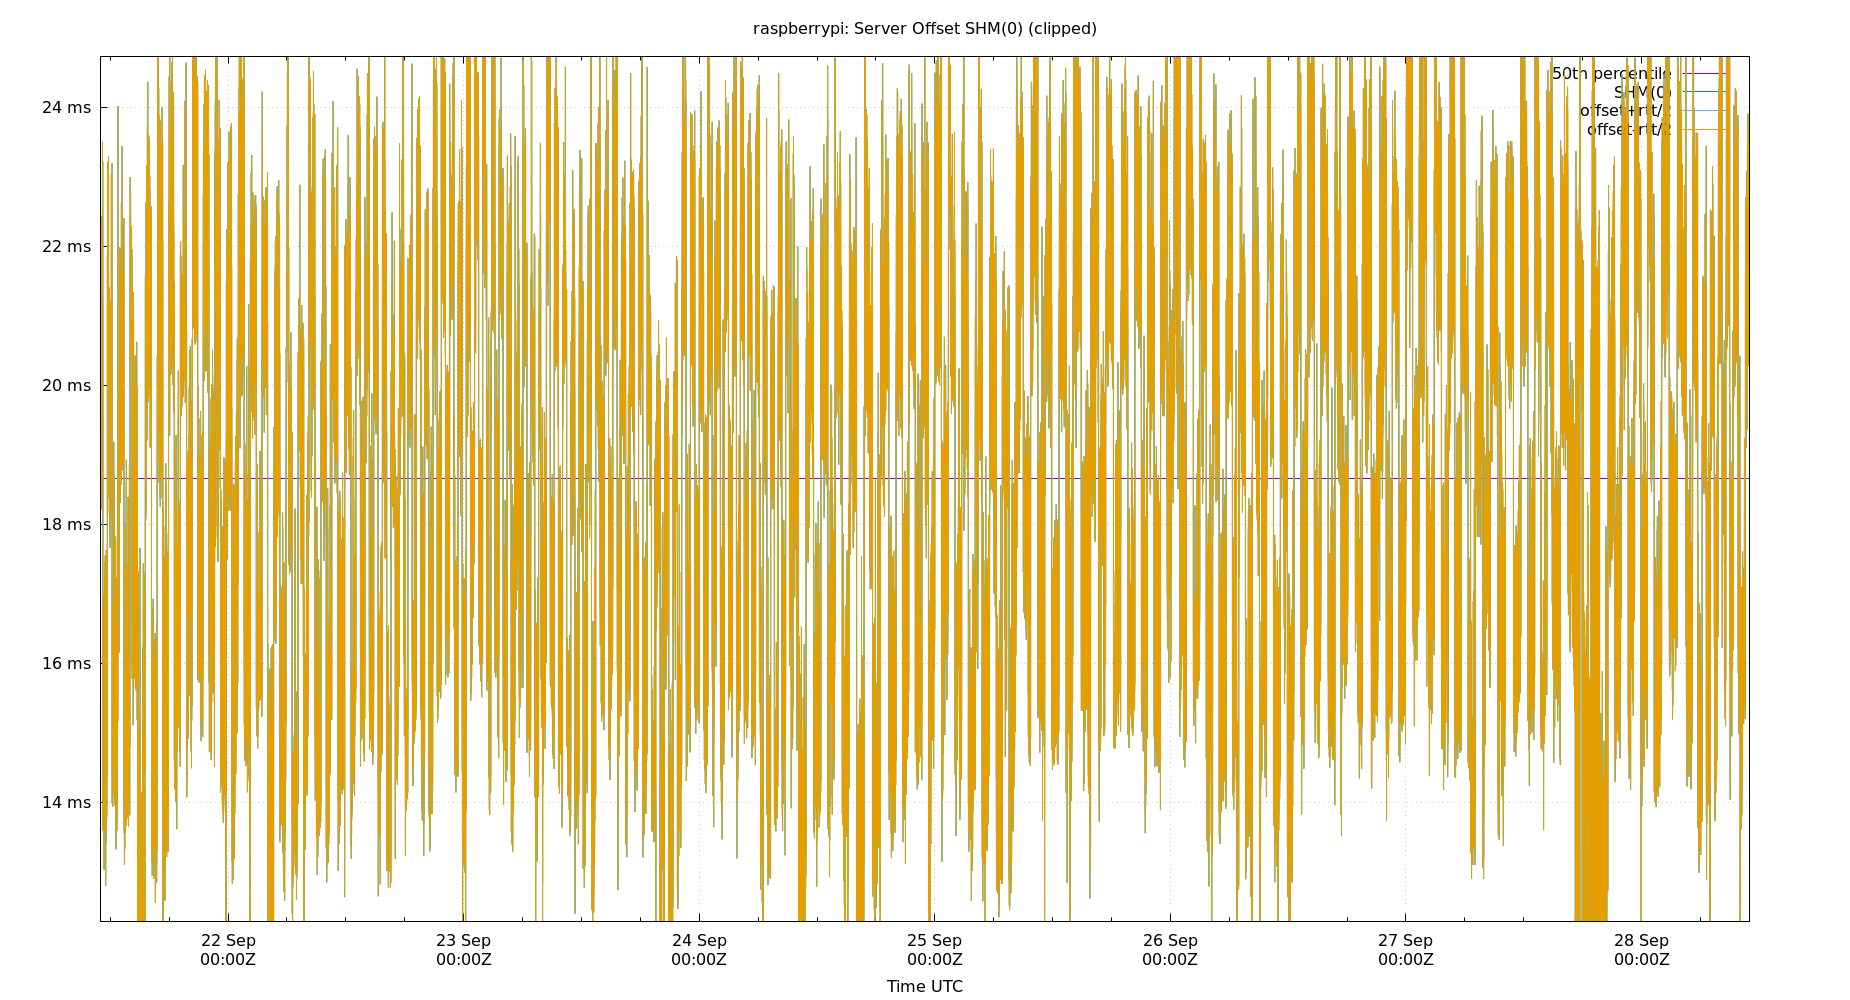 raspberrypi: Server Offset SHM(0) (clipped)
50th percentile
SHM(0)
offset+rtt/2
offset-rtt/2
24 ms
22 ms
20 ms
18 ms
16 ms
14 ms
22 Sep
00:00Z
23 Sep
00:00Z
24 Sep
00:00Z
25 Sep
00:00Z
26 Sep
00:00Z
27 Sep
00:00Z
28 Sep
00:00Z
Time UTC